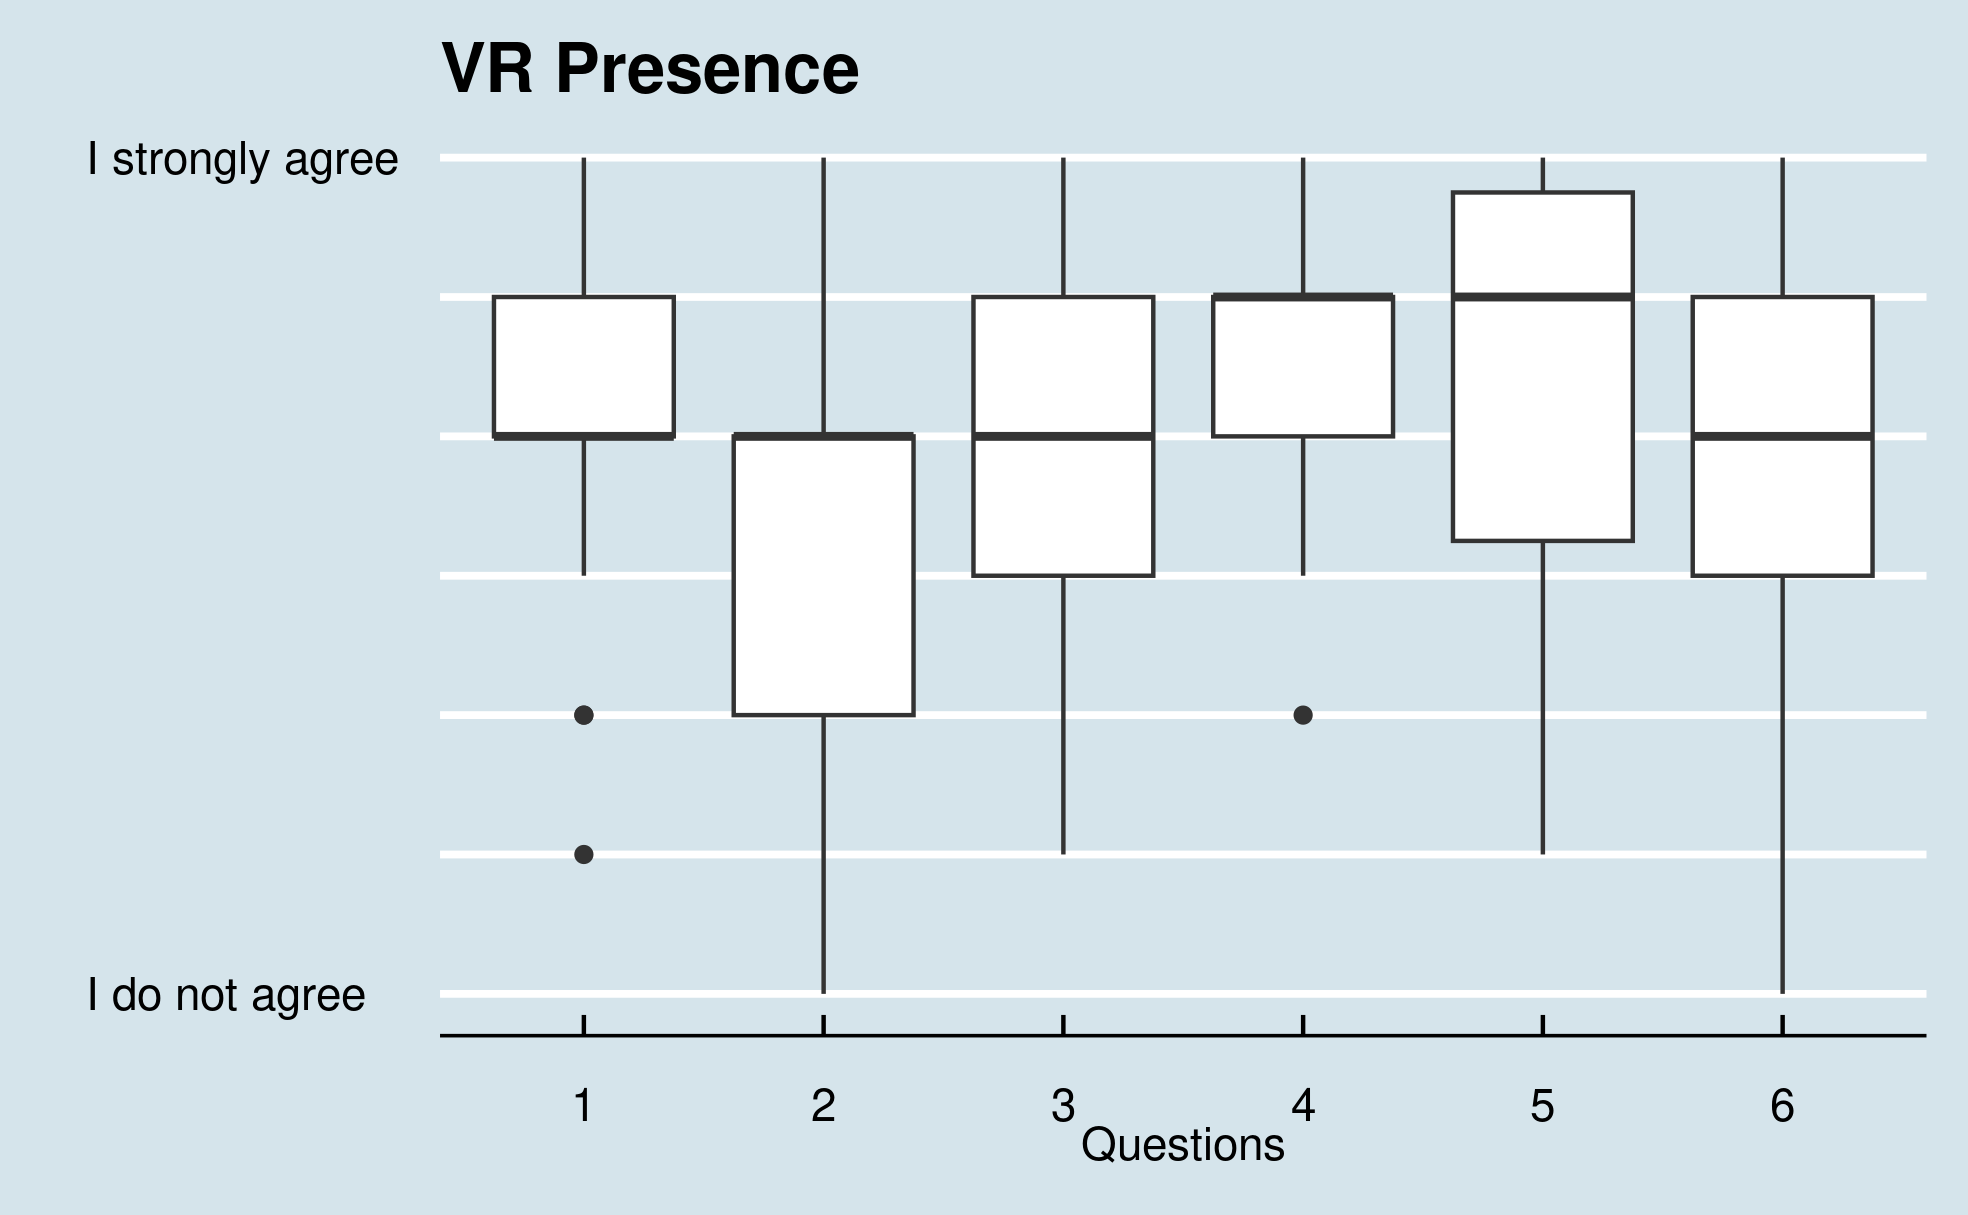 VR Presence
I strongly agree
I do not agree
1 2 3 4 5 6
Questions